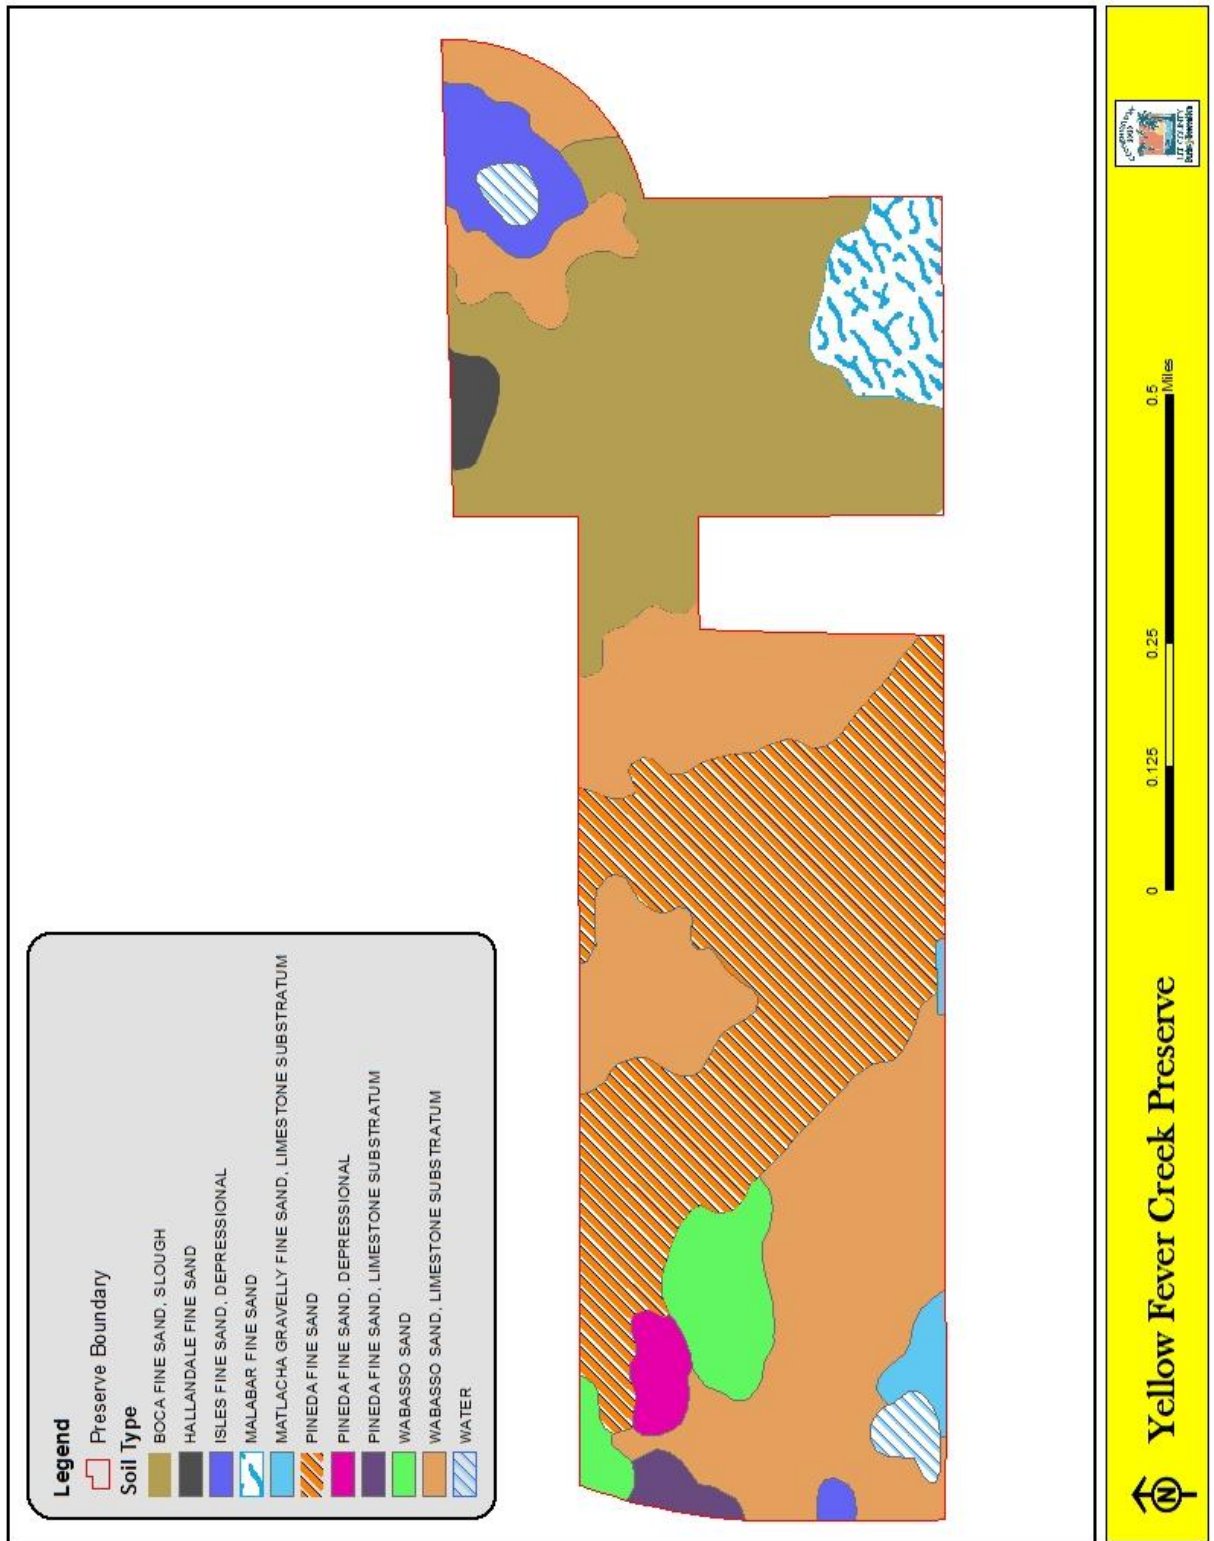 Legend
Preserve Boundary
Soil Type
BOCA FINE SAND, SLOUGH
HALLANDALE FINE SAND
ISLES FINE SAND, DEPRESSIONAL
MALABAR FINE SAND
MATLACHA GRAVELLY FINE SAND, LIMESTONE SUBSTRATUM
PINEDA FINE SAND
PINEDA FINE SAND, DEPRESSIONAL
PINEDA FINE SAND, LIMESTONE SUBSTRATUM
WABASSO SAND
WABASSO SAND, LIMESTONE SUBSTRATUM
WATER
N
Yellow Fever Creek Preserve
0 0.125 0.25 0.5
Miles
LEE COUNTY